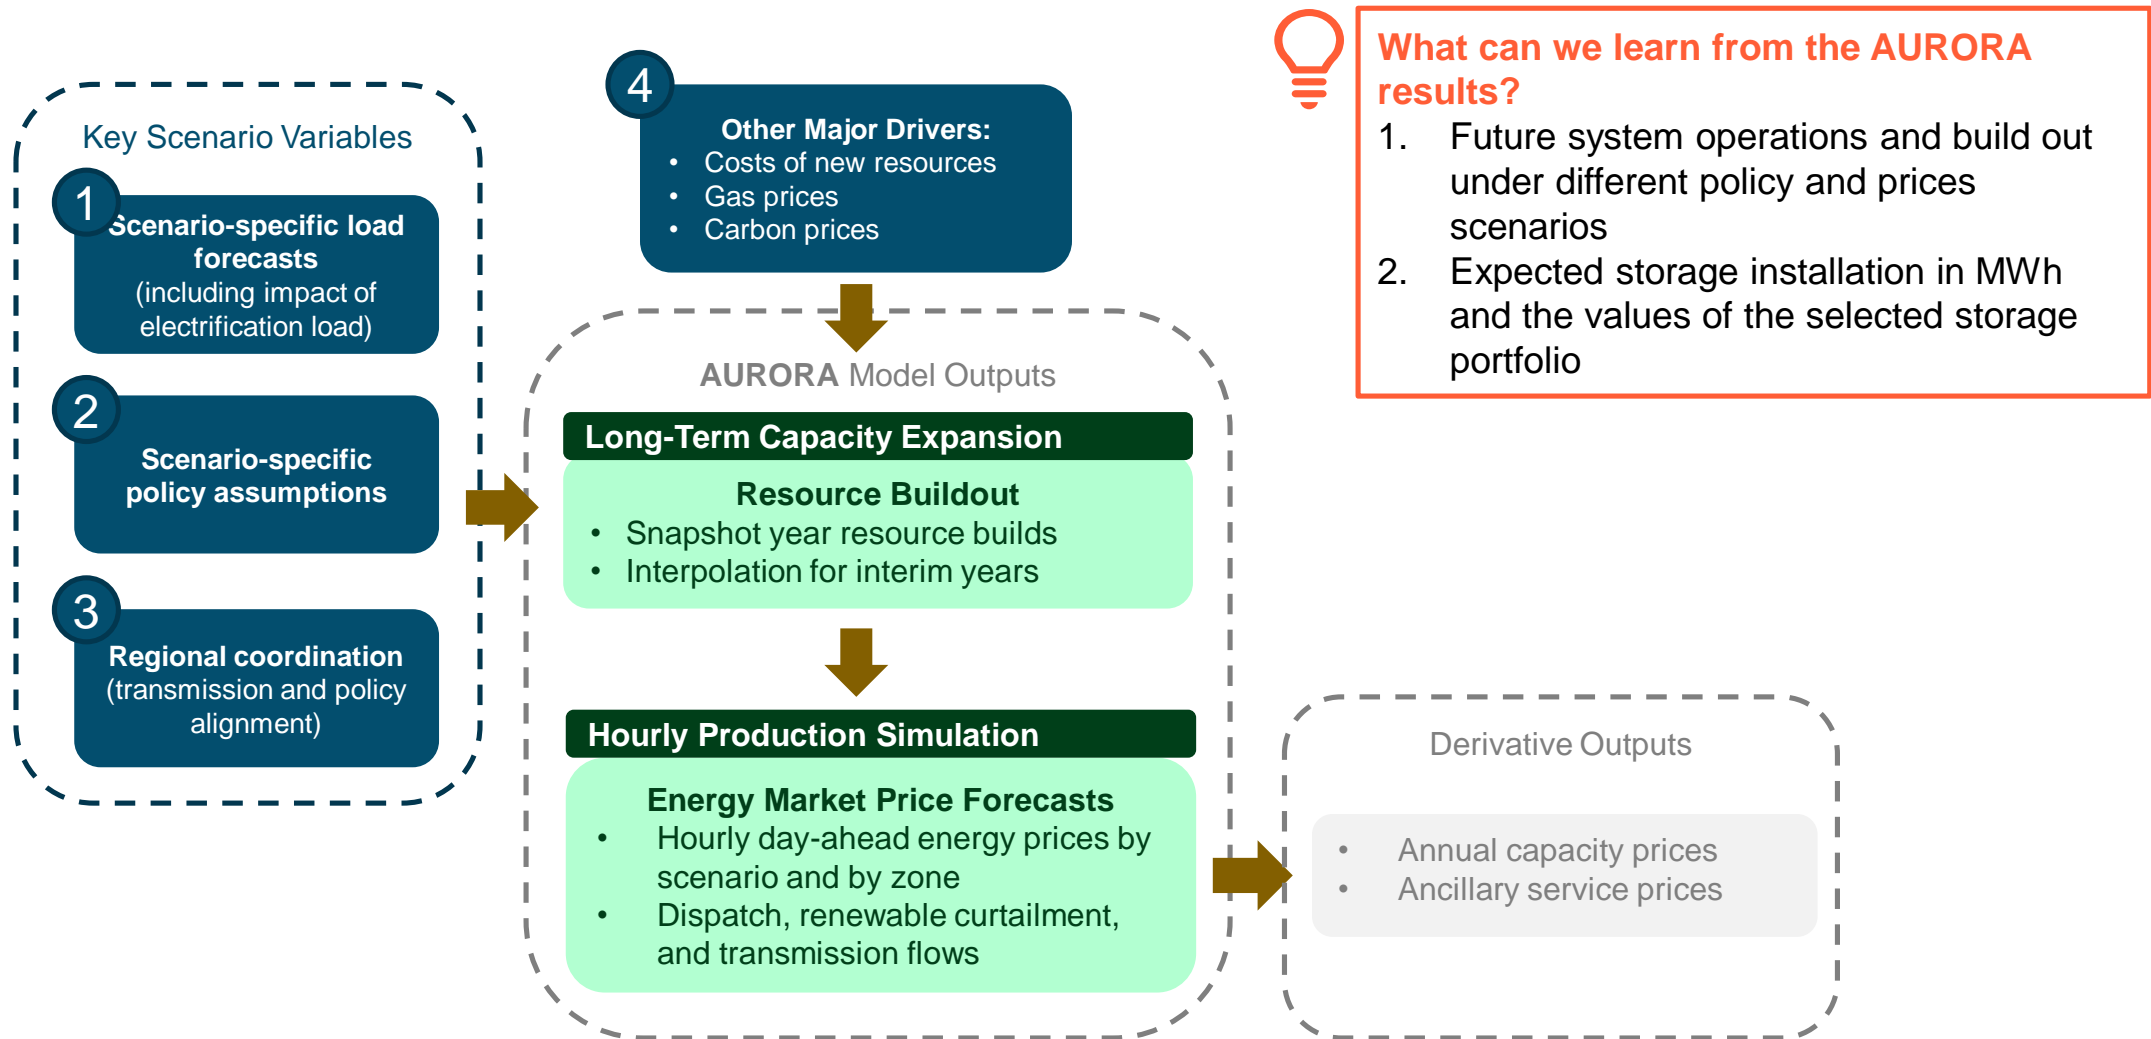 Key Scenario Variables
1
Scenario-specific load
forecasts
(including impact of
electrification load)
2
Scenario-specific
policy assumptions
3
Regional coordination
(transmission and policy
alignment)
4
Other Major Drivers:
• Costs of new resources
• Gas prices
• Carbon prices
AURORA Model Outputs
Long-Term Capacity Expansion
Resource Buildout
• Snapshot year resource builds
• Interpolation for interim years
Hourly Production Simulation
Energy Market Price Forecasts
• Hourly day-ahead energy prices by
scenario and by zone
• Dispatch, renewable curtailment,
and transmission flows
What can we learn from the AURORA
results?
1. Future system operations and build out
under different policy and prices
scenarios
2. Expected storage installation in MWh
and the values of the selected storage
portfolio
Derivative Outputs
• Annual capacity prices
• Ancillary service prices